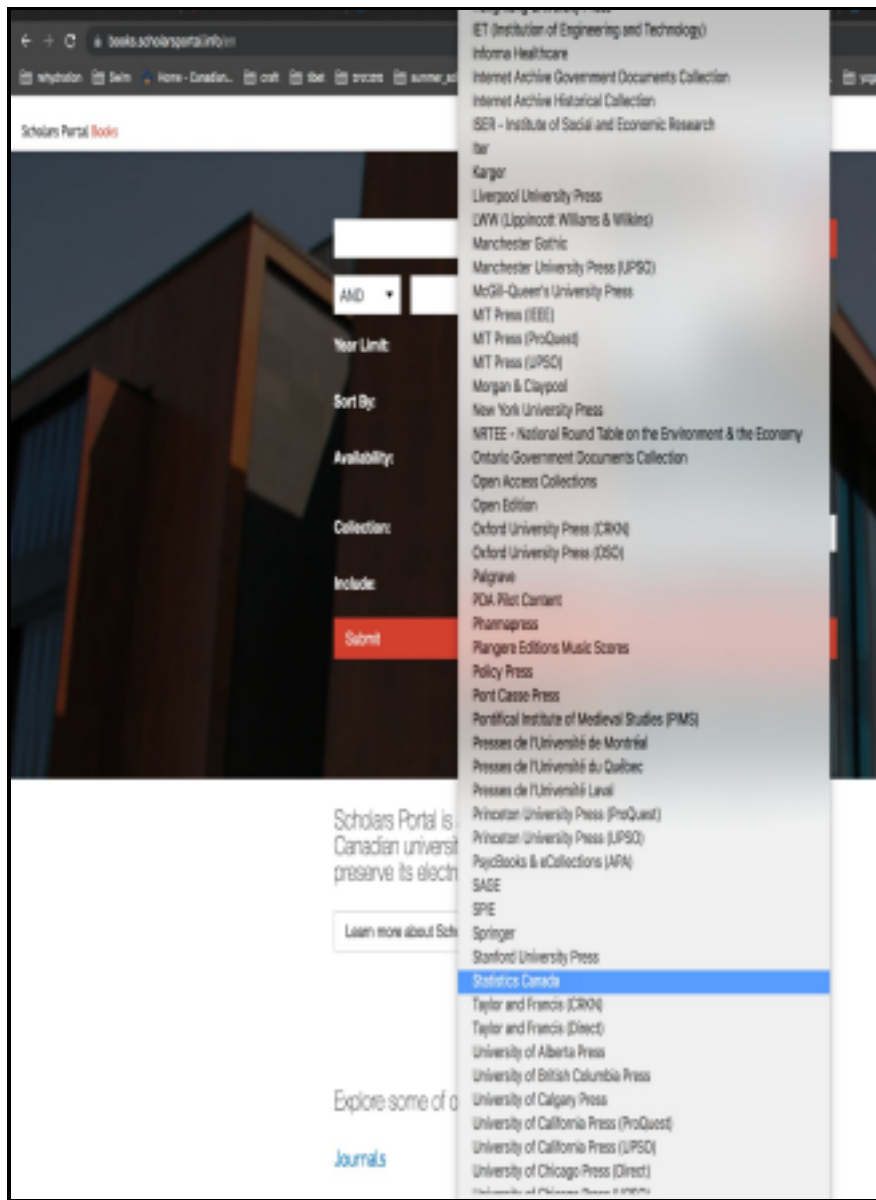 books.scholarsportal.info/en
rehydration Swim Home - Canadian... craft tibet
Scholars Portal Books
AND
Year Limit:
Sort By:
Availability:
Collection:
Include:
Submit
Scholars Portal is
Canadian universit
preserve its electr
Learn more about Scho
Explore some of o
Journals
IET (Institution of Engineering and Technology)
Informa Healthcare
Internet Archive Government Documents Collection
Internet Archive Historical Collection
ISER - Institute of Social and Economic Research
Iter
Karger
Liverpool University Press
LWW (Lippincott Williams & Wilkins)
Manchester Gothic
Manchester University Press (UPSO)
McGill-Queen's University Press
MIT Press (IEEE)
MIT Press (ProQuest)
MIT Press (UPSO)
Morgan & Claypool
New York University Press
NRTEE - National Round Table on the Environment & the Economy
Ontario Government Documents Collection
Open Access Collections
Open Edition
Oxford University Press (CRKN)
Oxford University Press (OSO)
Palgrave
PDA Pilot Content
Pharmapress
Plangere Editions Music Scores
Policy Press
Pont Casse Press
Pontifical Institute of Medieval Studies (PIMS)
Presses de l'Université de Montréal
Presses de l'Université du Québec
Presses de l'Université Laval
Princeton University Press (ProQuest)
Princeton University Press (UPSO)
PsycBooks & eCollections (APA)
SAGE
SPIE
Springer
Stanford University Press
Statistics Canada
Taylor and Francis (CRKN)
Taylor and Francis (Direct)
University of Alberta Press
University of British Columbia Press
University of Calgary Press
University of California Press (ProQuest)
University of California Press (UPSO)
University of Chicago Press (Direct)